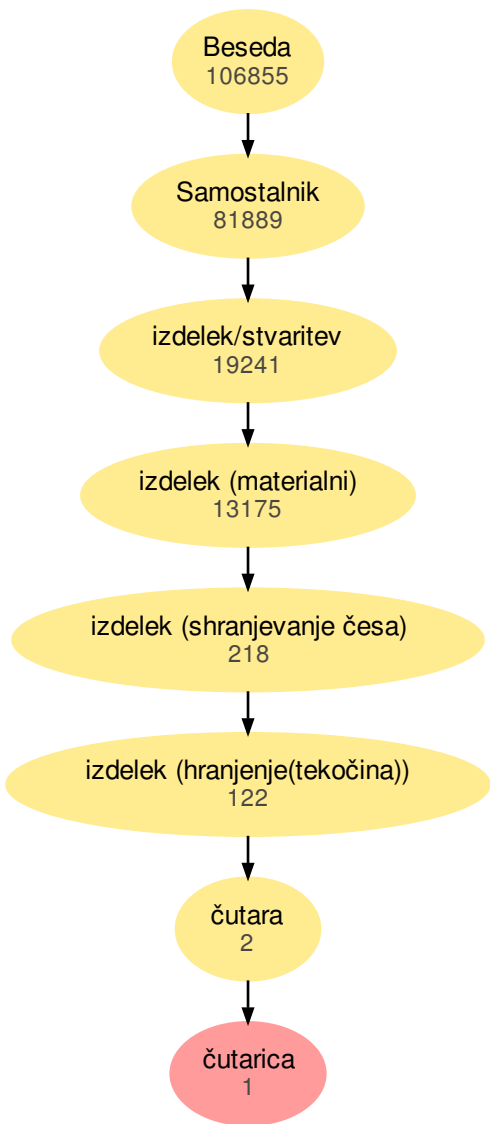 Beseda
106855
Samostalnik
81889
izdelek/stvaritev
19241
izdelek (materialni)
13175
izdelek (shranjevanje česa)
218
izdelek (hranjenje(tekočina))
122
čutara
2
čutarica
1